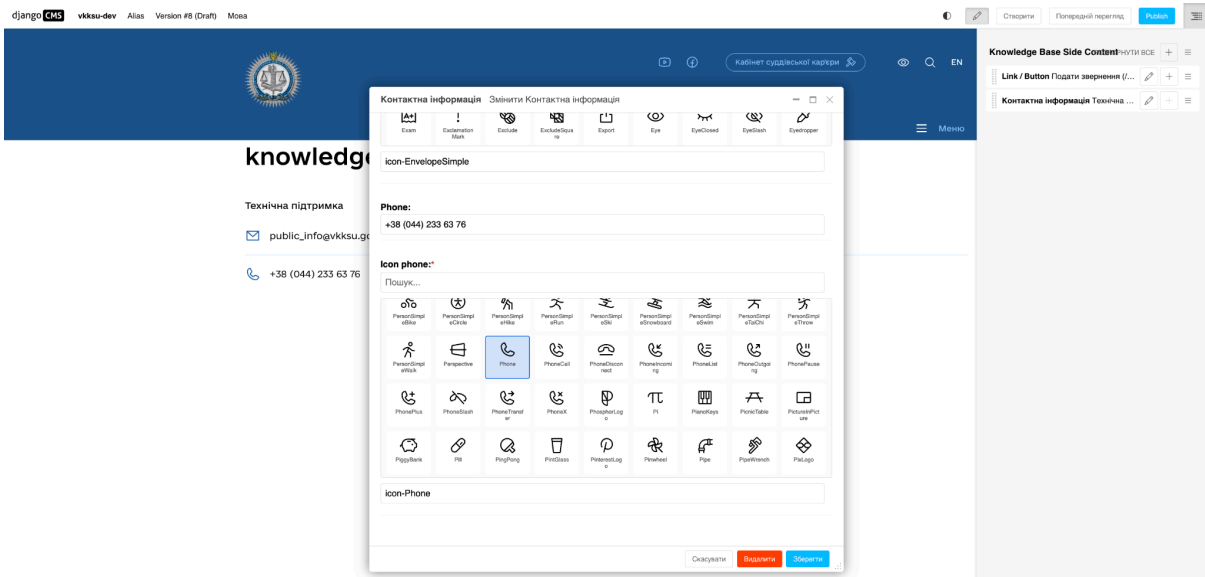 django CMS vkksu-dev Alias Version #8 (Draft) Мова Створити Попередній перегляд Publish
Кабінет суддівської кар'єри EN
Меню
Knowledge Base Side Content
Link / Button Подати звернення (/...
Контактна інформація Технічна ...
knowledg
Технічна підтримка
public_info@vkksu.go
+38 (044) 233 63 76
Контактна інформація Змінити Контактна інформація
Exam Exclamation Mark Exclude ExcludeSquare Export Eye EyeClosed EyeSlash Eyedropper
icon-EnvelopeSimple
Phone:
+38 (044) 233 63 76
Icon phone:*
Пошук...
PersonSimpleBike PersonSimpleCircle PersonSimpleHike PersonSimpleRun PersonSimpleSki PersonSimpleSnowboard PersonSimpleSwim PersonSimpleTaiChi PersonSimpleThrow
PersonSimpleWalk Perspective Phone PhoneCall PhoneDisconnect PhoneIncoming PhoneList PhoneOutgoing PhonePause
PhonePlus PhoneSlash PhoneTransfer PhoneX PhosphorLogo Pi PianoKeys PicnicTable PictureInPicture
PiggyBank Pill PingPong PintGlass PinterestLogo Pinwheel Pipe PipeWrench PixLogo
icon-Phone
Скасувати Видалити Зберегти